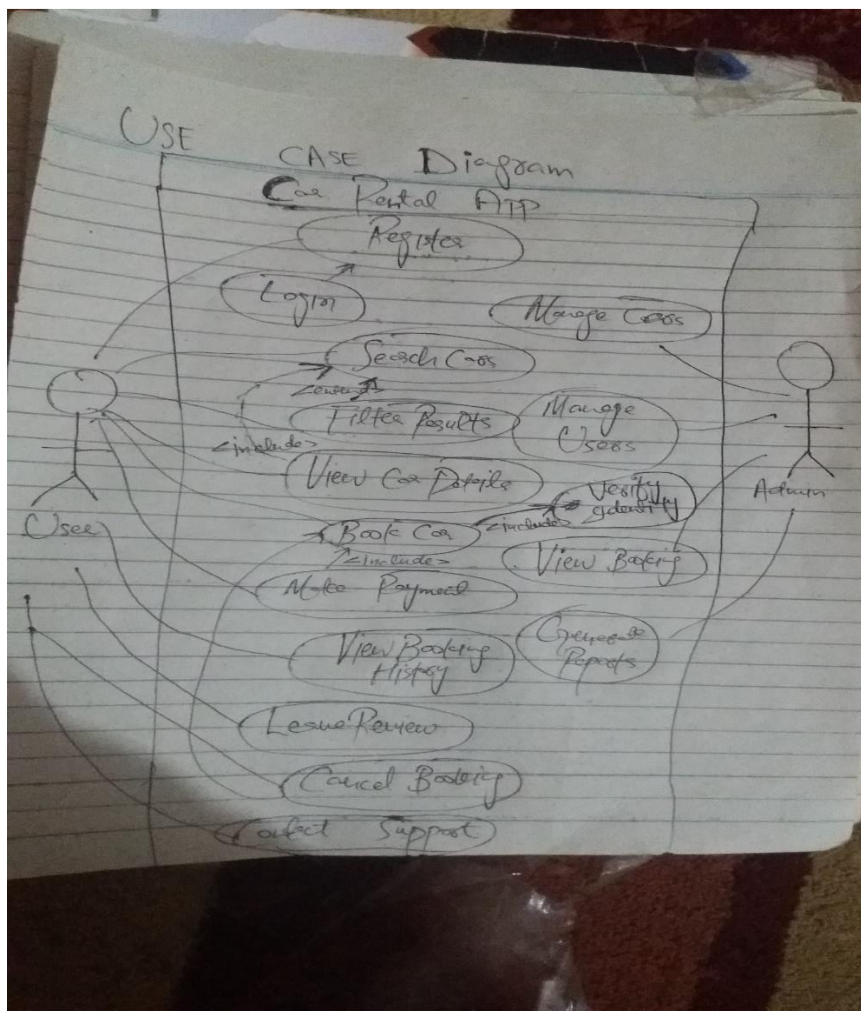 USE CASE Diagram
Car Rental APP
Register
Login
Manage Cars
Search Cars
<extends>
Filter Results
Manage
Users
<include>
View Car Details
Verify
Identity
User
Admin
Book Car
<include>
<include>
View Booking
Make Payment
View Booking
History
Generate
Reports
Leave Review
Cancel Booking
Contact Support